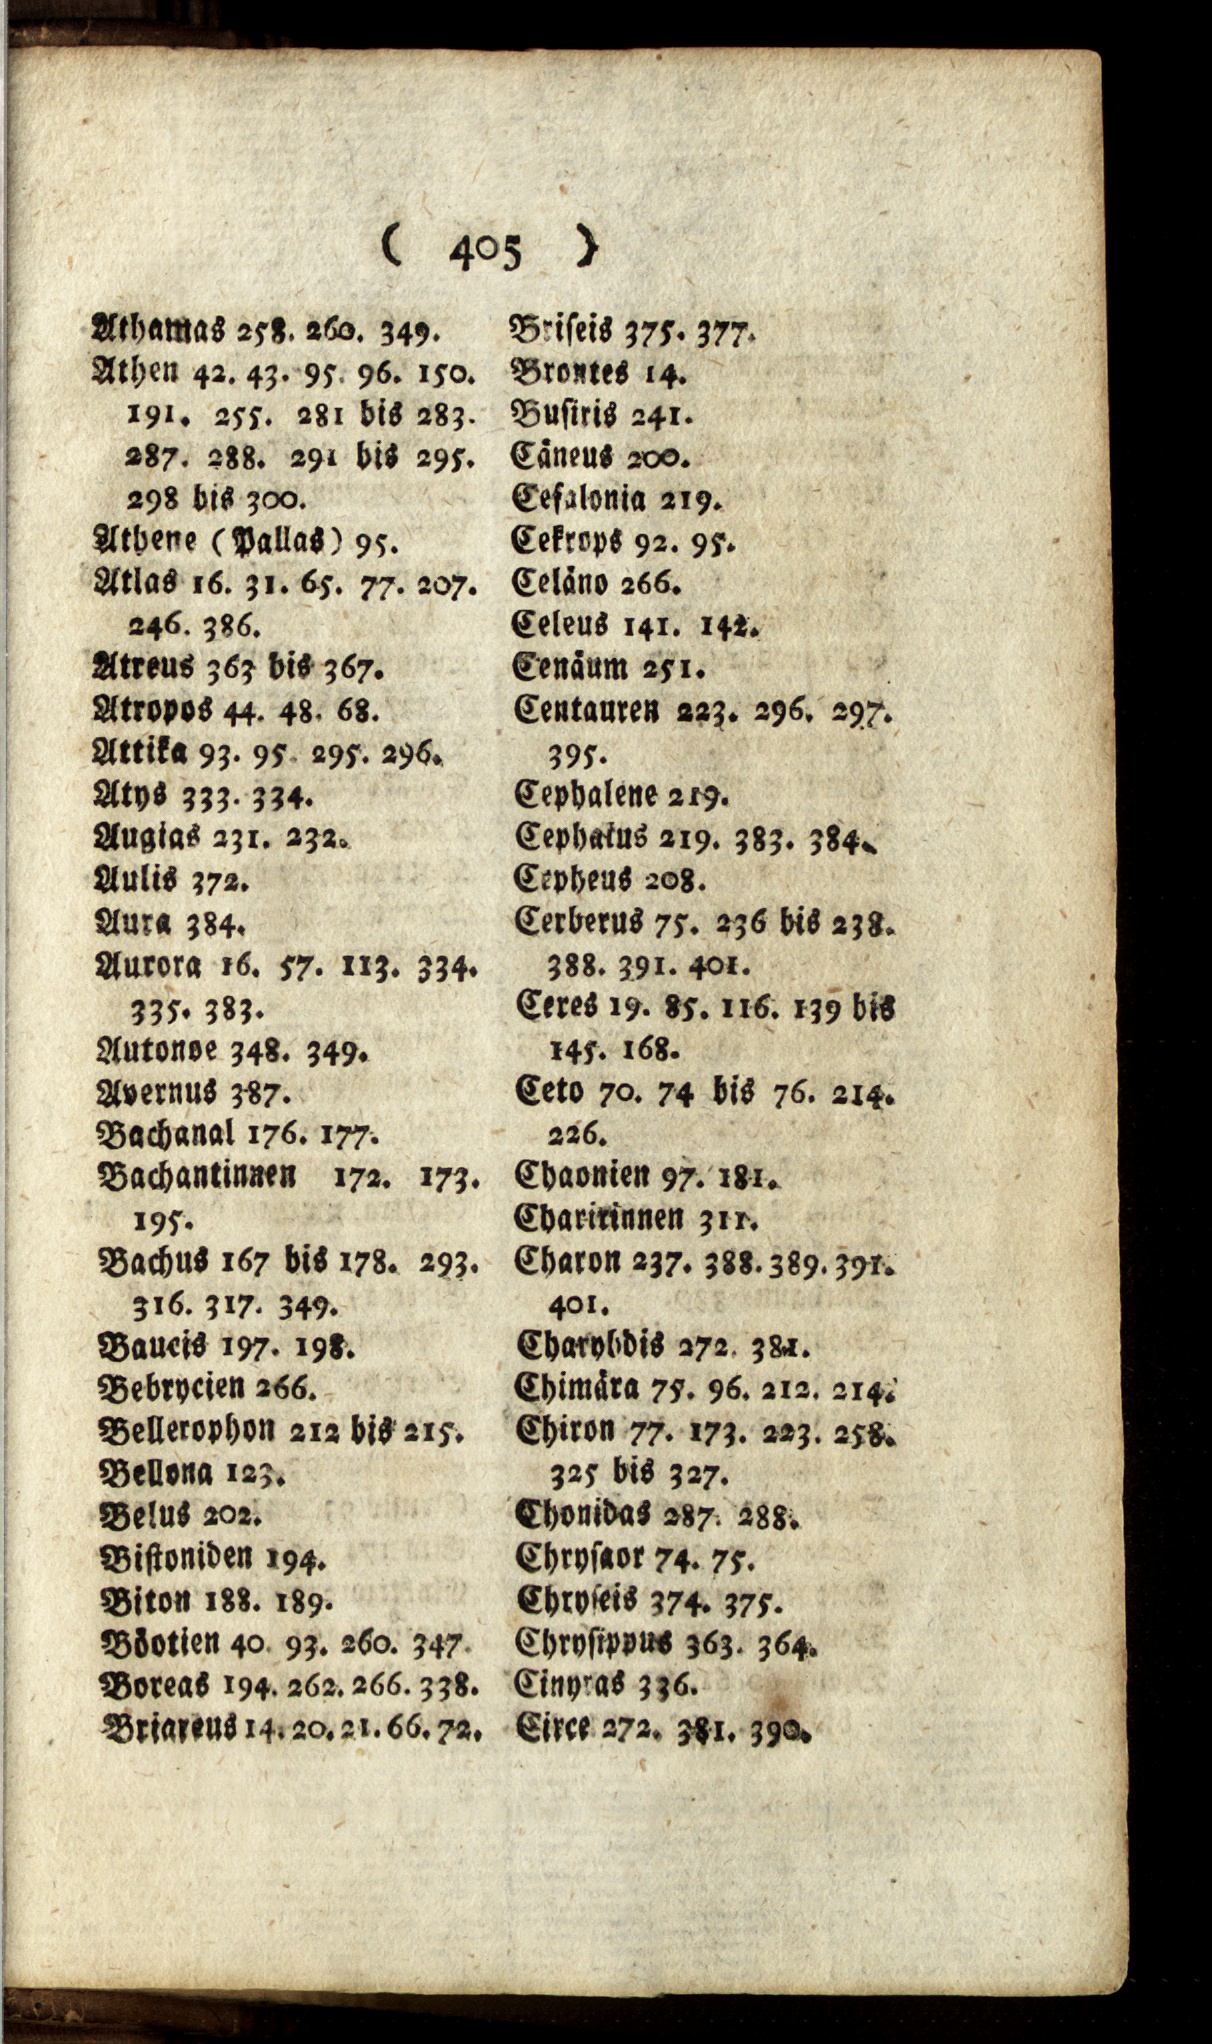 ( 405 )
Athamas 258. 260. 349.
Athen 42. 43. 95. 96. 150.
191. 255. 281 bis 283.
287. 288. 291 bis 295.
298 bis 300.
Athene (Pallas) 95.
Atlas 16. 31. 65. 77. 207.
246. 386.
Atreus 363 bis 367.
Atropos 44. 48. 68.
Attika 93. 95. 295. 296.
Atys 333. 334.
Augias 231. 232.
Aulis 372.
Aura 384.
Aurora 16. 57. 113. 334.
335. 383.
Autonoe 348. 349.
Avernus 387.
Bachanal 176. 177.
Bachantinnen 172. 173.
195.
Bachus 167 bis 178. 293.
316. 317. 349.
Baucis 197. 198.
Bebrycien 266.
Bellerophon 212 bis 215.
Bellona 123.
Belus 202.
Biſtoniden 194.
Biton 188. 189.
Böotien 40. 93. 260. 347.
Boreas 194. 262. 266. 338.
Briareus 14. 20. 21. 66. 72.
Briſeis 375. 377.
Brontes 14.
Buſiris 241.
Cäneus 200.
Cefalonia 219.
Cekrops 92. 95.
Celäno 266.
Celeus 141. 142.
Cenäum 251.
Centauren 223. 296. 297.
395.
Cephalene 219.
Cephalus 219. 383. 384.
Cepheus 208.
Cerberus 75. 236 bis 238.
388. 391. 401.
Ceres 19. 85. 116. 139 bis
145. 168.
Ceto 70. 74 bis 76. 214.
226.
Chaonien 97. 181.
Charitinnen 311.
Charon 237. 388. 389. 391.
401.
Charybdis 272. 381.
Chimära 75. 96. 212. 214.
Chiron 77. 173. 223. 258.
325 bis 327.
Chonidas 287. 288.
Chryſaor 74. 75.
Chryſeis 374. 375.
Chryſippus 363. 364.
Cinyras 336.
Circe 272. 381. 390.